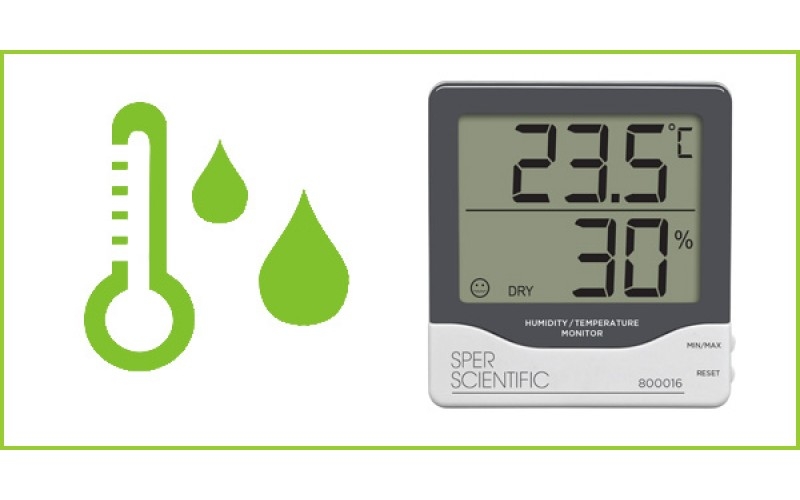 23.5°C
30%
DRY
HUMIDITY/TEMPERATURE
MONITOR
MIN/MAX
SPER
SCIENTIFIC
RESET
800016